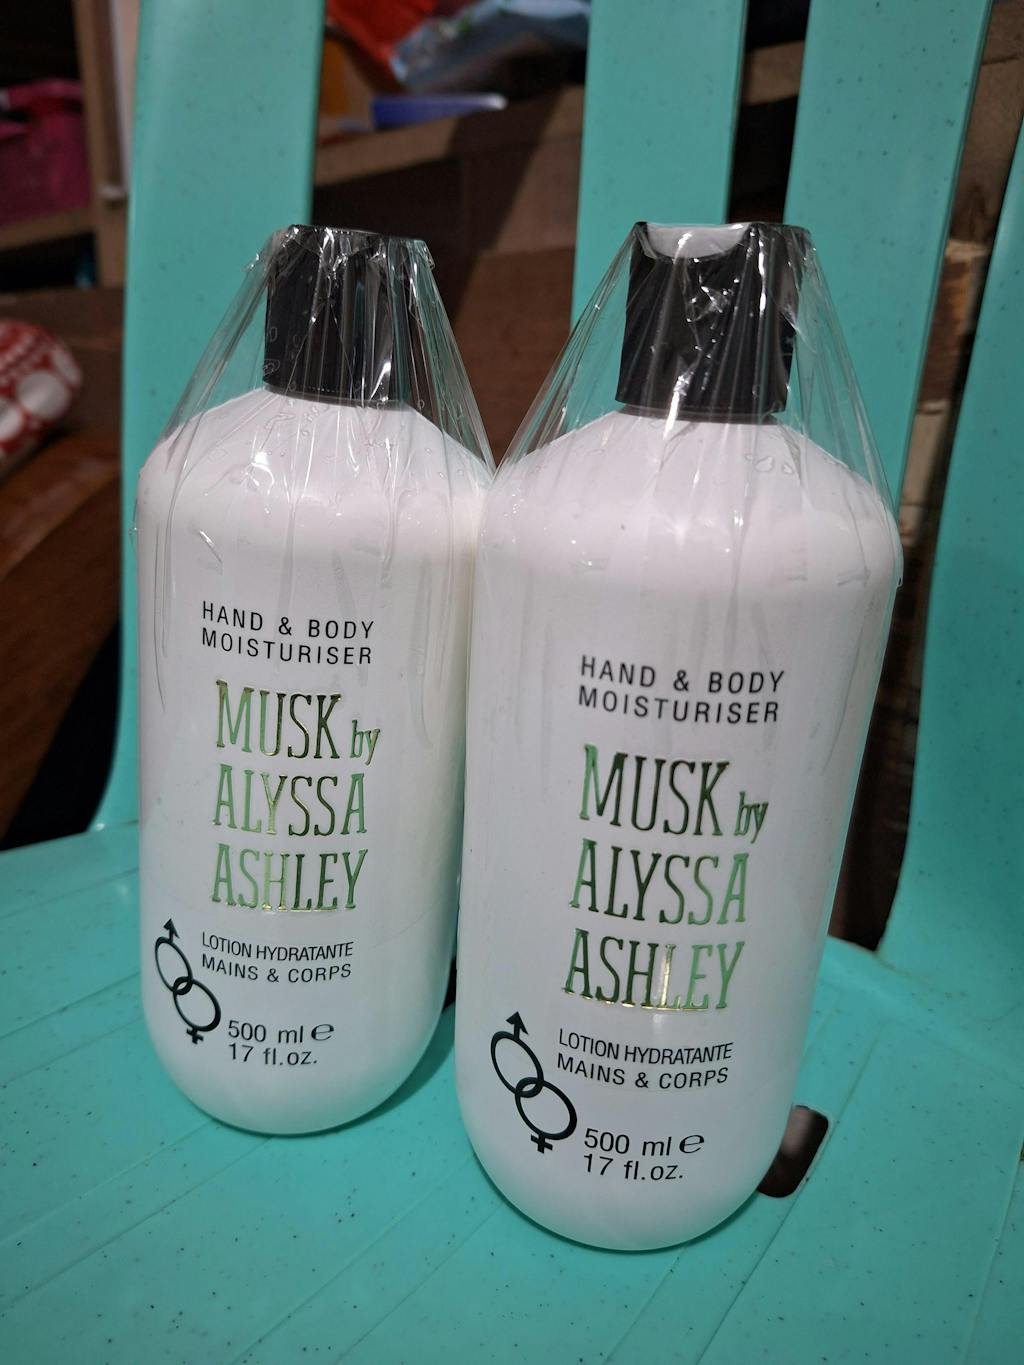 HAND & BODY
MOISTURISER
MUSK by
ALYSSA
ASHLEY
LOTION HYDRATANTE
MAINS & CORPS
500 ml e
17 fl.oz.
HAND & BODY
MOISTURISER
MUSK by
ALYSSA
ASHLEY
LOTION HYDRATANTE
MAINS & CORPS
500 ml e
17 fl.oz.